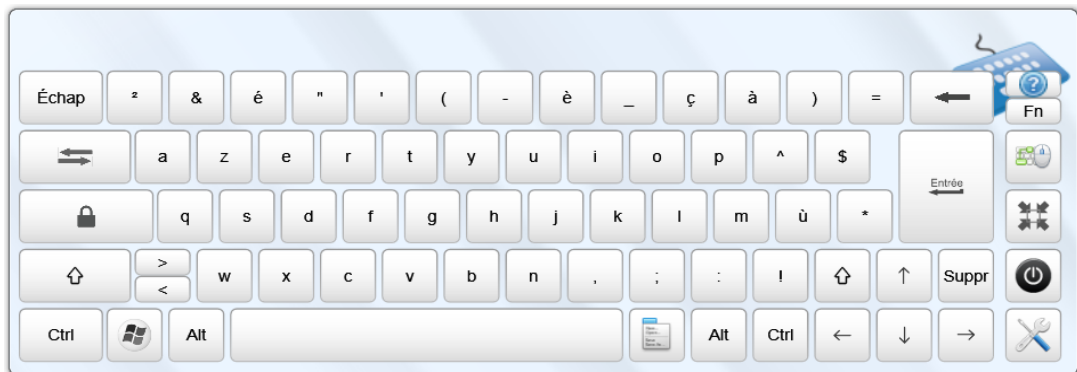 Échap ² & é " ' ( - è _ ç à ) = ? Fn
a z e r t y u i o p ^ $ Entrée
q s d f g h j k l m ù *
> < w x c v b n , ; : ! Suppr
Ctrl Alt Alt Ctrl